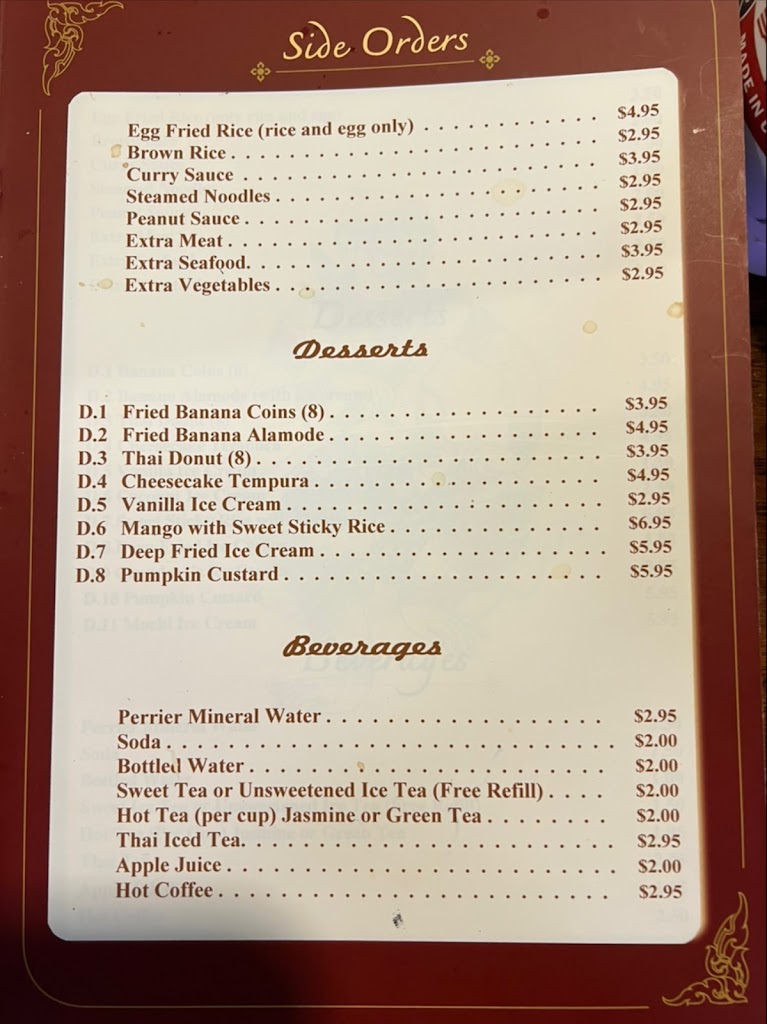 Side Orders
Egg Fried Rice (rice and egg only) . . . . . . . . . . . . $4.95
Brown Rice . . . . . . . . . . . . . . . . . . . . . . . . . $2.95
Curry Sauce . . . . . . . . . . . . . . . . . . . . . . . . $3.95
Steamed Noodles . . . . . . . . . . . . . . . . . . . . . . $2.95
Peanut Sauce . . . . . . . . . . . . . . . . . . . . . . . . $2.95
Extra Meat . . . . . . . . . . . . . . . . . . . . . . . . . $2.95
Extra Seafood. . . . . . . . . . . . . . . . . . . . . . . . $3.95
Extra Vegetables . . . . . . . . . . . . . . . . . . . . . . $2.95
Desserts
D.1 Fried Banana Coins (8) . . . . . . . . . . . . . . . . . $3.95
D.2 Fried Banana Alamode . . . . . . . . . . . . . . . . . $4.95
D.3 Thai Donut (8) . . . . . . . . . . . . . . . . . . . . . . $3.95
D.4 Cheesecake Tempura . . . . . . . . . . . . . . . . . . $4.95
D.5 Vanilla Ice Cream . . . . . . . . . . . . . . . . . . . . $2.95
D.6 Mango with Sweet Sticky Rice . . . . . . . . . . . . . $6.95
D.7 Deep Fried Ice Cream . . . . . . . . . . . . . . . . . . $5.95
D.8 Pumpkin Custard . . . . . . . . . . . . . . . . . . . . $5.95
Beverages
Perrier Mineral Water . . . . . . . . . . . . . . . . . . $2.95
Soda . . . . . . . . . . . . . . . . . . . . . . . . . . . . $2.00
Bottled Water . . . . . . . . . . . . . . . . . . . . . . . $2.00
Sweet Tea or Unsweetened Ice Tea (Free Refill) . . . . $2.00
Hot Tea (per cup) Jasmine or Green Tea . . . . . . . . $2.00
Thai Iced Tea. . . . . . . . . . . . . . . . . . . . . . . . $2.95
Apple Juice . . . . . . . . . . . . . . . . . . . . . . . . . $2.00
Hot Coffee . . . . . . . . . . . . . . . . . . . . . . . . . $2.95
MADE IN